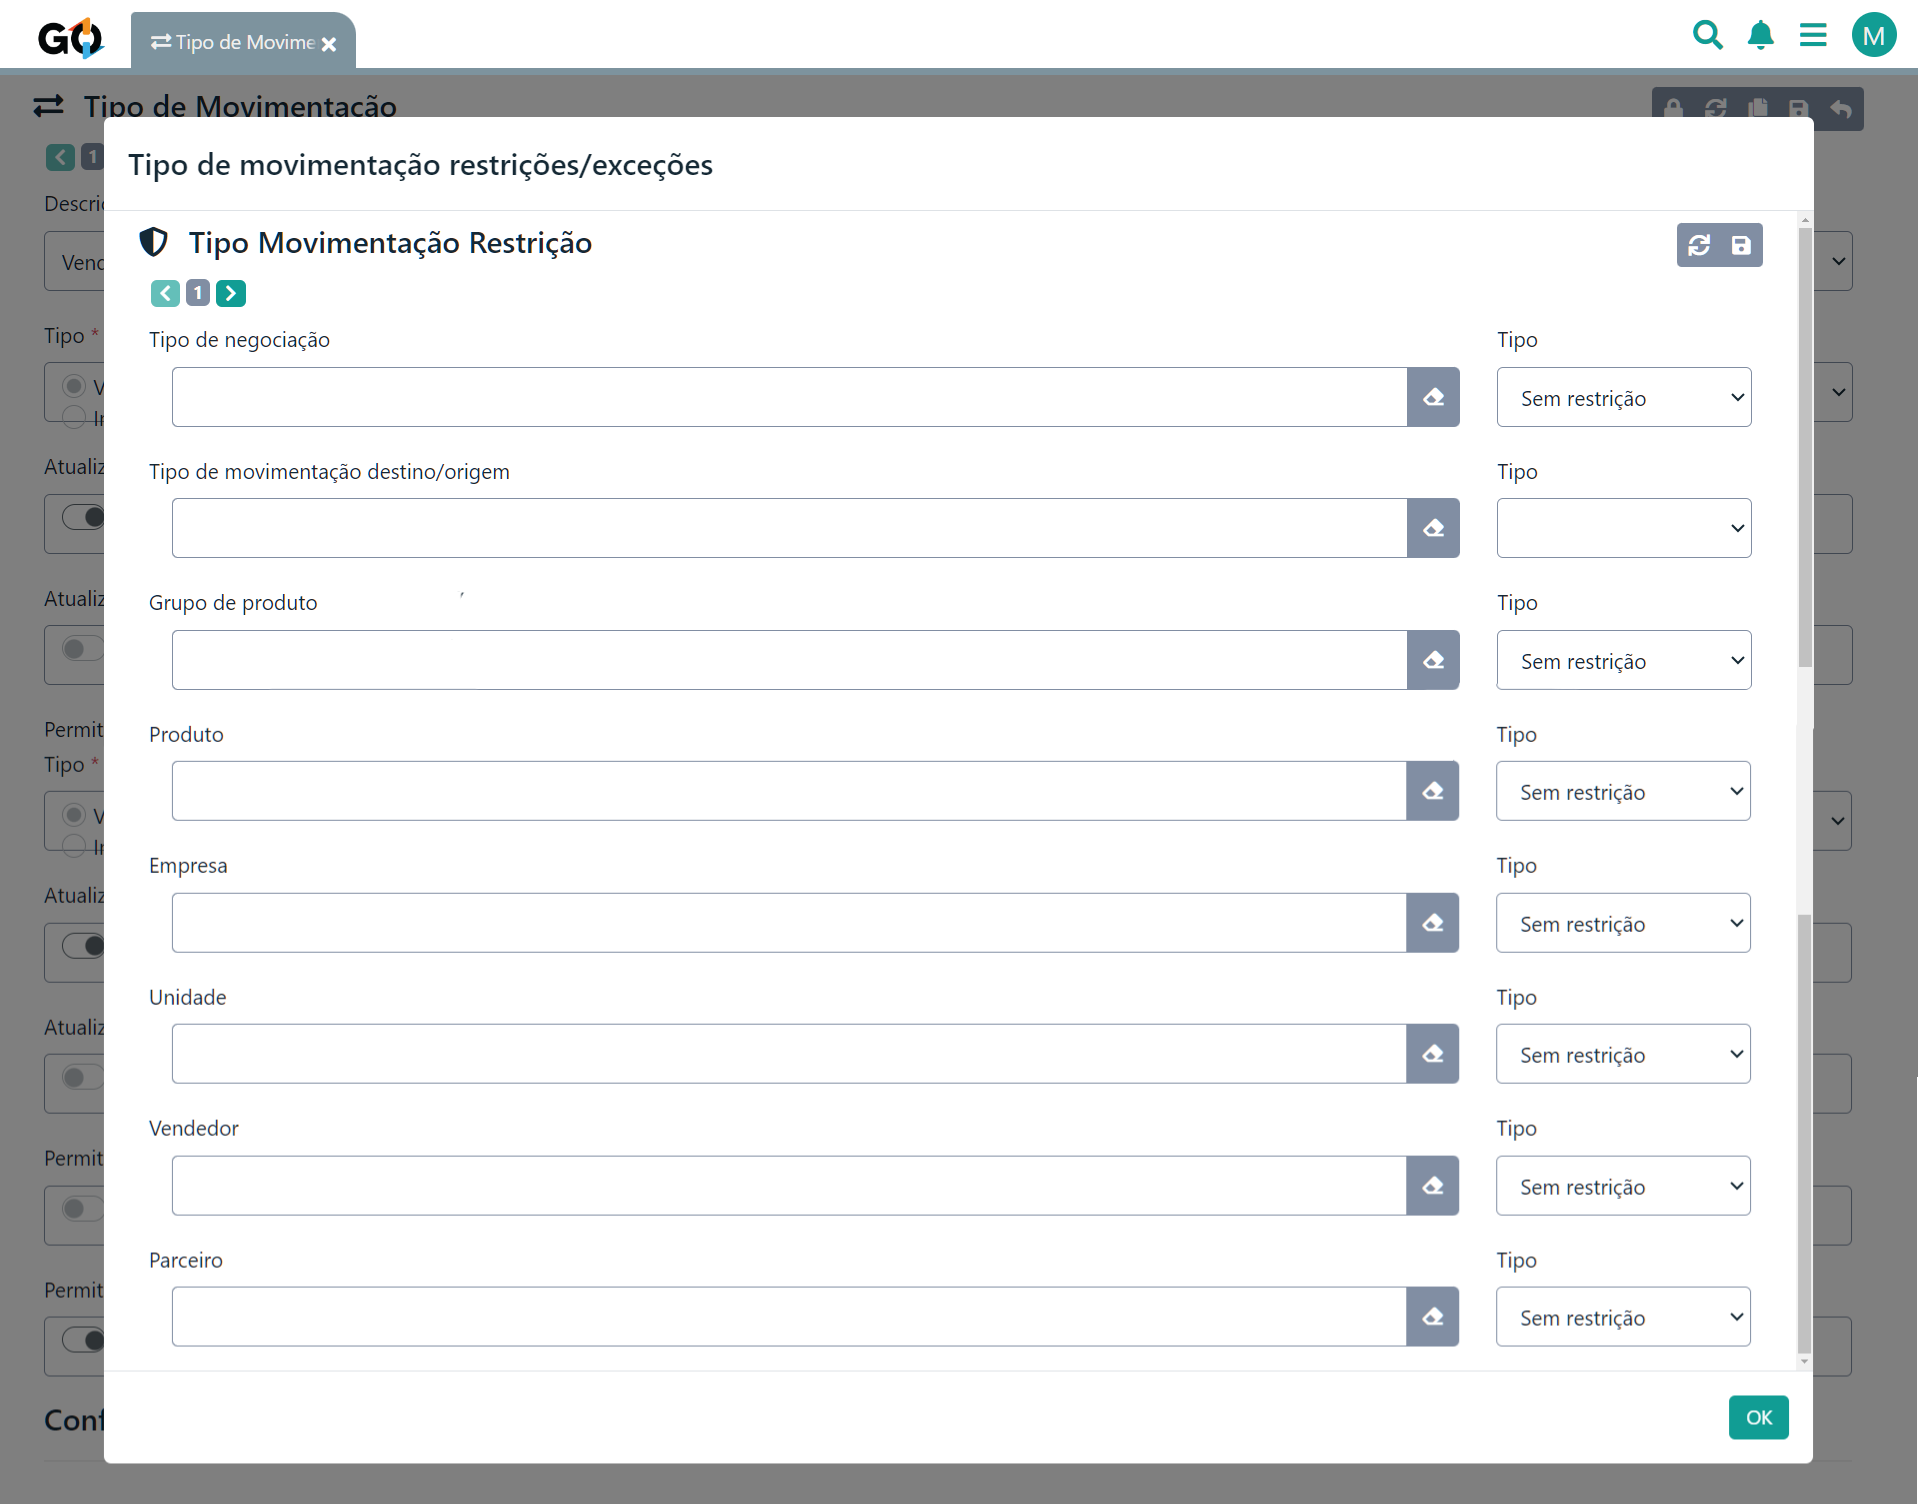 GO
Tipo de Movime
M
Tipo de Movimentação
1
Tipo de movimentação restrições/exceções
Tipo Movimentação Restrição
1
Tipo de negociação Tipo
Sem restrição
Tipo de movimentação destino/origem Tipo
Grupo de produto Tipo
Sem restrição
Produto Tipo
Sem restrição
Empresa Tipo
Sem restrição
Unidade Tipo
Sem restrição
Vendedor Tipo
Sem restrição
Parceiro Tipo
Sem restrição
OK
Descri
Venc
Tipo *
V
Ir
Atualiz
Atualiz
Permit
Tipo *
V
Ir
Atualiz
Atualiz
Permit
Permit
Conf